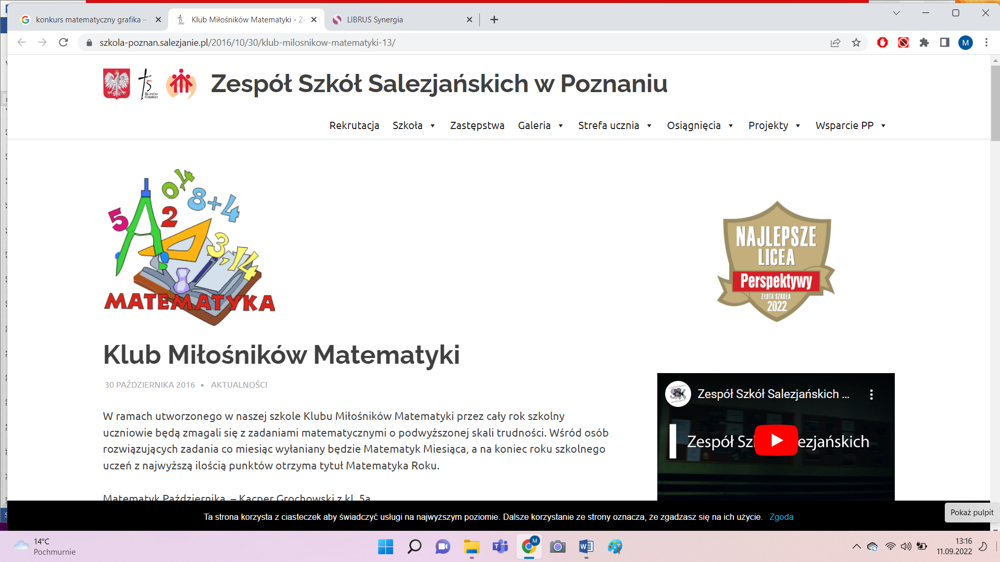 konkurs matematyczny grafika –
Klub Miłośników Matematyki - Ze
LIBRUS Synergia
szkola-poznan.salezjanie.pl/2016/10/30/klub-milosnikow-matematyki-13/
M
Zespół Szkół Salezjańskich w Poznaniu
Rekrutacja Szkoła Zastępstwa Galeria Strefa ucznia Osiągnięcia Projekty Wsparcie PP
0,4
8+4
5
2
3,14
MATEMATYKA
NAJLEPSZE
LICEA
Perspektywy
ZŁOTA SZKOŁA
2022
Klub Miłośników Matematyki
30 PAŹDZIERNIKA 2016 • AKTUALNOŚCI
W ramach utworzonego w naszej szkole Klubu Miłośników Matematyki przez cały rok szkolny
uczniowie będą zmagali się z zadaniami matematycznymi o podwyższonej skali trudności. Wśród osób
rozwiązujących zadania co miesiąc wyłaniany będzie Matematyk Miesiąca, a na koniec roku szkolnego
uczeń z najwyższą ilością punktów otrzyma tytuł Matematyka Roku.
Matematyk Października – Kacper Grochowski z kl. 5a
Zespół Szkół Salezjańskich ...
Zespół Sz ezjańskich
Ta strona korzysta z ciasteczek aby świadczyć usługi na najwyższym poziomie. Dalsze korzystanie ze strony oznacza, że zgadzasz się na ich użycie. Zgoda
Pokaż pulpit
14°C
Pochmurnie
M
13:16
11.09.2022